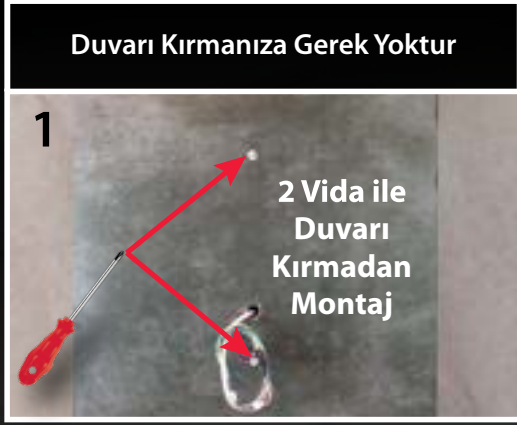 Duvarı Kırmanıza Gerek Yoktur
1
2 Vida ile
Duvarı
Kırmadan
Montaj